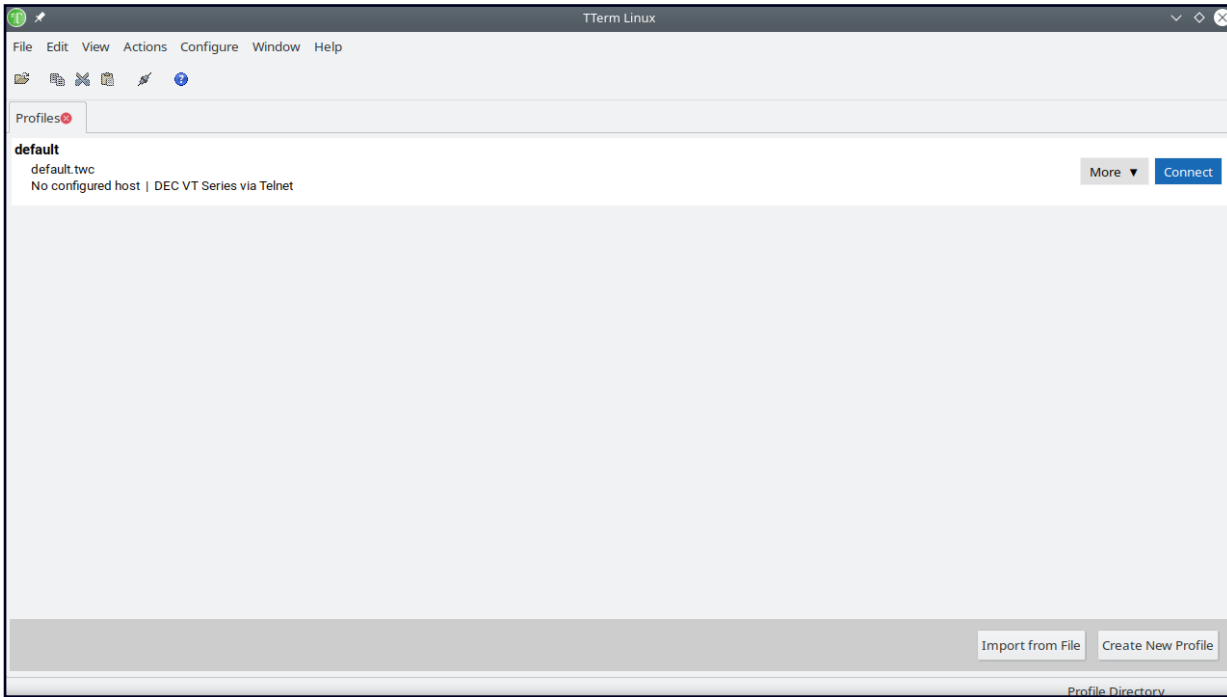 TTerm Linux
File Edit View Actions Configure Window Help
Profiles
default
default.twc
No configured host | DEC VT Series via Telnet
More ▼ Connect
Import from File Create New Profile
Profile Directory